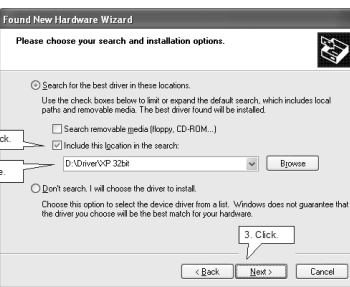 Found New Hardware Wizard
Please choose your search and installation options.
Search for the best driver in these locations.
Use the check boxes below to limit or expand the default search, which includes local
paths and removable media. The best driver found will be installed.
Search removable media (floppy, CD-ROM...)
ck.
Include this location in the search:
D:\Driver\XP 32bit
Browse
e.
Don't search. I will choose the driver to install.
Choose this option to select the device driver from a list. Windows does not guarantee that
the driver you choose will be the best match for your hardware.
3. Click.
< Back
Next >
Cancel